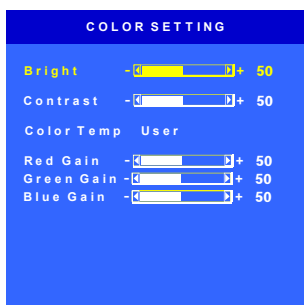 COLOR SETTING
Bright - + 50
Contrast - + 50
Color Temp User
Red Gain - + 50
Green Gain - + 50
Blue Gain - + 50